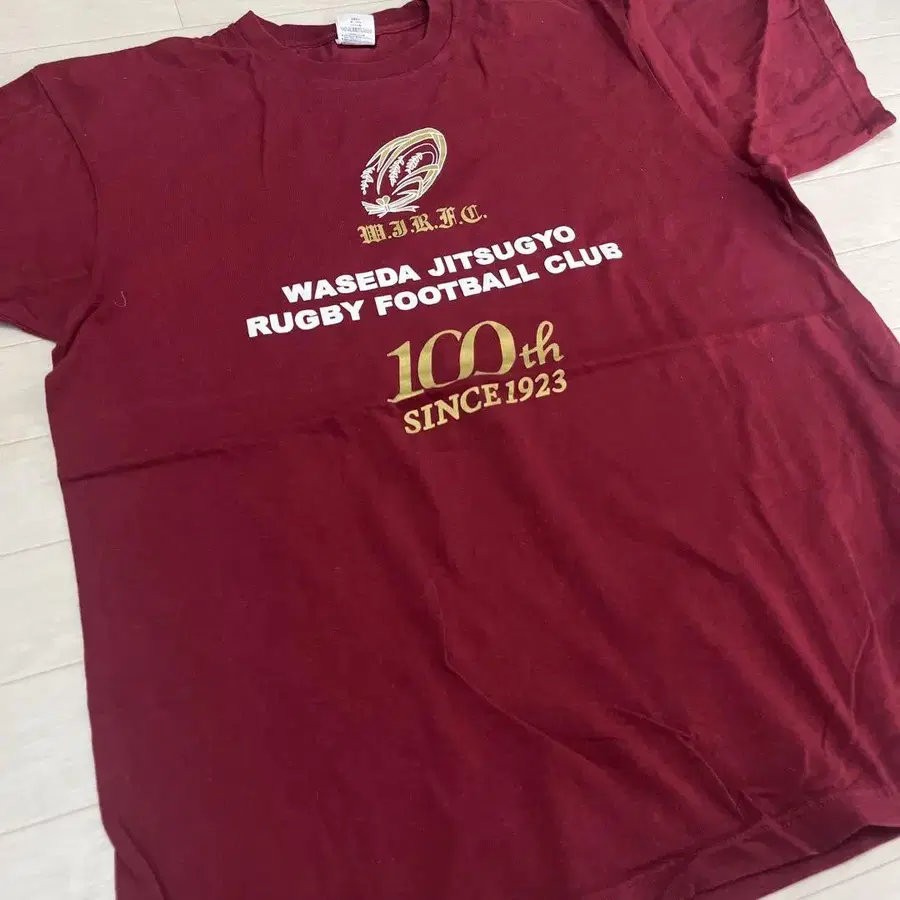 W.J.R.F.C.
WASEDA JITSUGYO
RUGBY FOOTBALL CLUB
100th
SINCE 1923